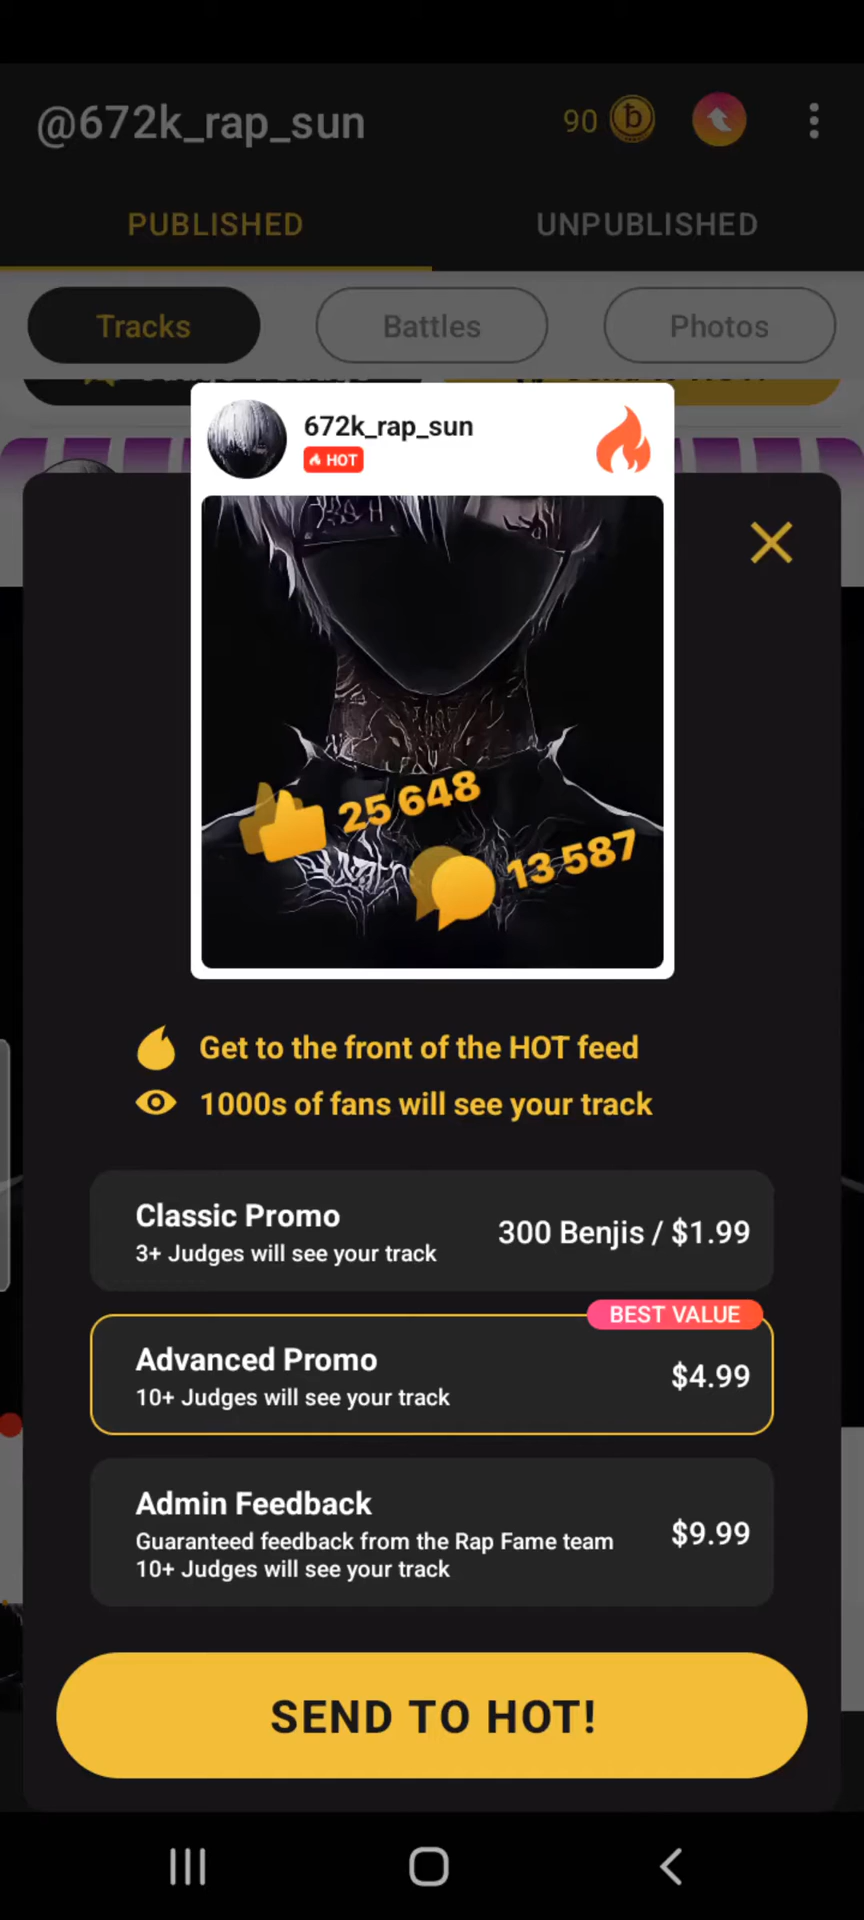 @672k_rap_sun
90
PUBLISHED
UNPUBLISHED
Tracks
Battles
Photos
672k_rap_sun
HOT
25 648
13 587
Get to the front of the HOT feed
1000s of fans will see your track
Classic Promo
3+ Judges will see your track
300 Benjis / $1.99
BEST VALUE
Advanced Promo
10+ Judges will see your track
$4.99
Admin Feedback
Guaranteed feedback from the Rap Fame team
10+ Judges will see your track
$9.99
SEND TO HOT!